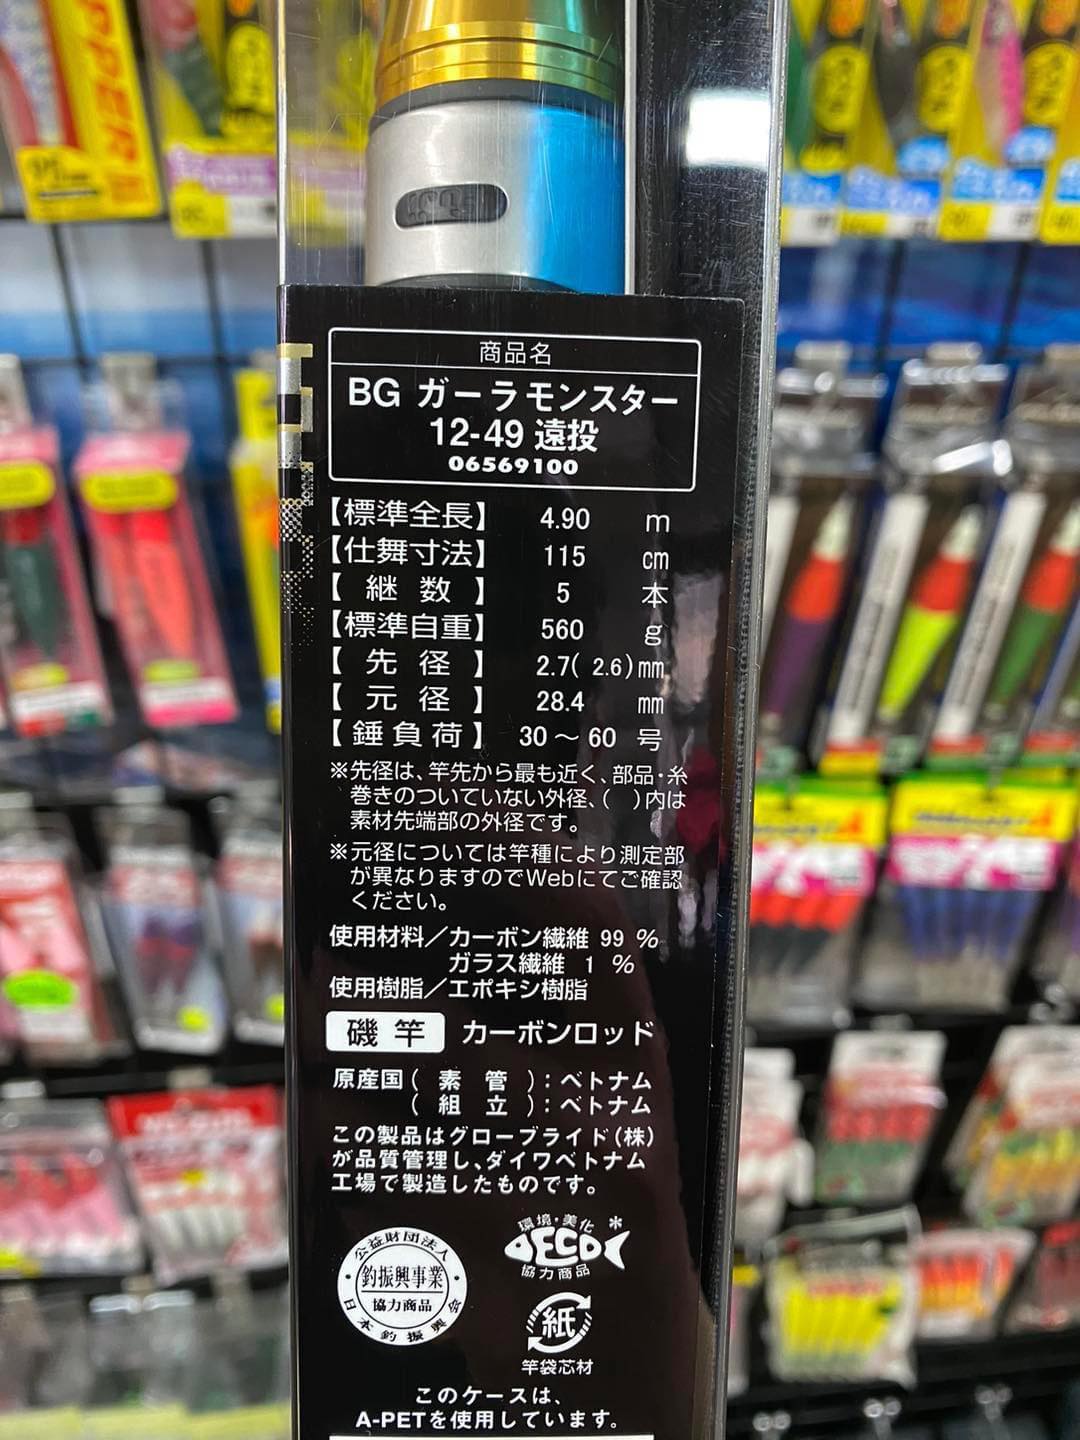 商品名
BG ガーラモンスター
12-49 遠投
06569100
【標準全長】 4.90 m
【仕舞寸法】 115 cm
【継数】 5 本
【標準自重】 560 g
【先径】 2.7( 2.6)mm
【元径】 28.4 mm
【錘負荷】 30～60 号
※先径は、竿先から最も近く、部品・糸
巻きのついていない外径、( )内は
素材先端部の外径です。
※元径については竿種により測定部
が異なりますのでWebにてご確認
ください。
使用材料／カーボン繊維 99 %
ガラス繊維 1 %
使用樹脂／エポキシ樹脂
磯竿 カーボンロッド
原産国( 素管 ):ベトナム
( 組立 ):ベトナム
この製品はグローブライド(株)
が品質管理し、ダイワベトナム
工場で製造したものです。
公益財団法人
釣振興事業
協力商品
日本釣振興会
環境・美化*
DECO
協力商品
紙
竿袋芯材
このケースは、
A-PETを使用しています。